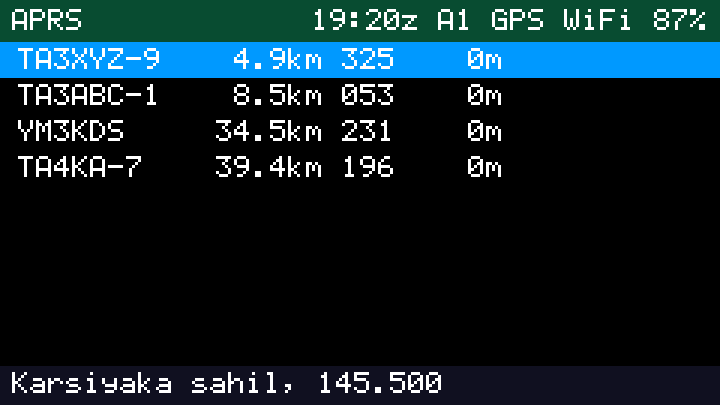 APRS 19:20z A1 GPS WiFi 87%
TA3XYZ-9 4.9km 325 0m
TA3ABC-1 8.5km 053 0m
YM3KDS 34.5km 231 0m
TA4KA-7 39.4km 196 0m
Karsiyaka sahil, 145.500